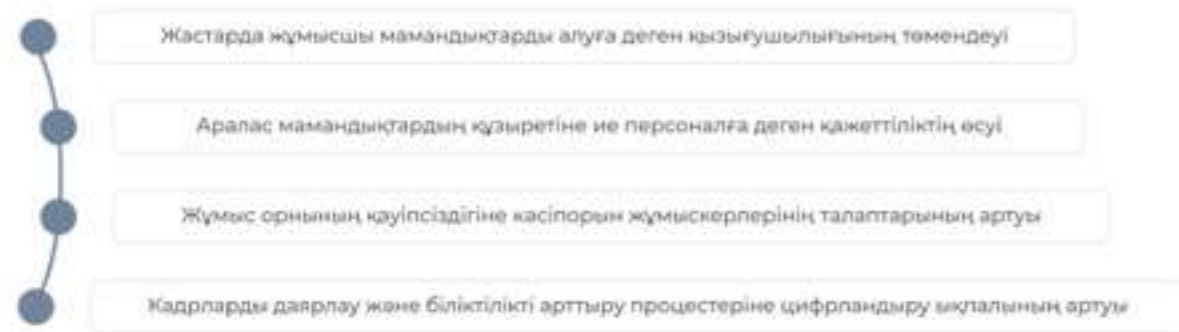 Жастарда жұмысшы мамандықтарды алуға деген қызығушылығының төмендеуі
Аралас мамандықтардың құзыретіне ие персоналға деген қажеттіліктің өсуі
Жұмыс орнының қауіпсіздігіне кәсіпорын жұмыскерлерінің талаптарының артуы
Кадрларды даярлау және біліктілікті арттыру процестеріне цифрландыру ықпалының артуы